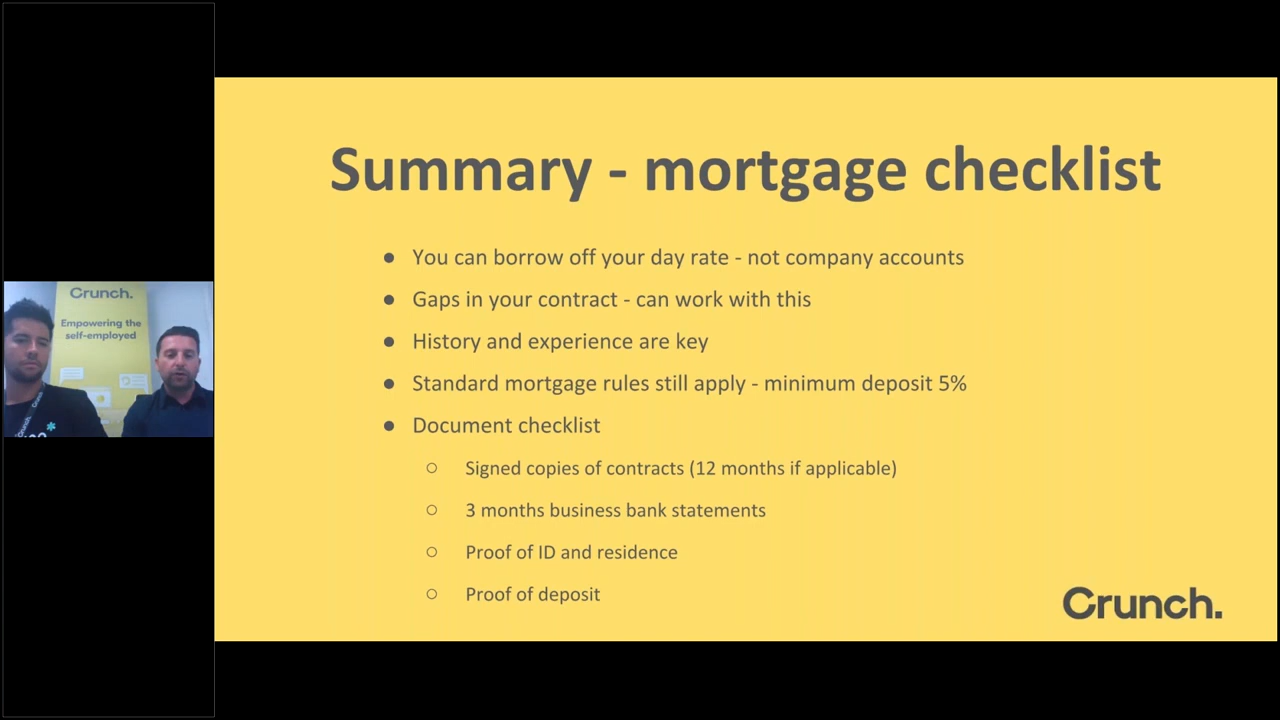 Summary - mortgage checklist
● You can borrow off your day rate - not company accounts
● Gaps in your contract - can work with this
● History and experience are key
● Standard mortgage rules still apply - minimum deposit 5%
● Document checklist
○ Signed copies of contracts (12 months if applicable)
○ 3 months business bank statements
○ Proof of ID and residence
○ Proof of deposit
Crunch.
Crunch.
Empowering the
self-employed